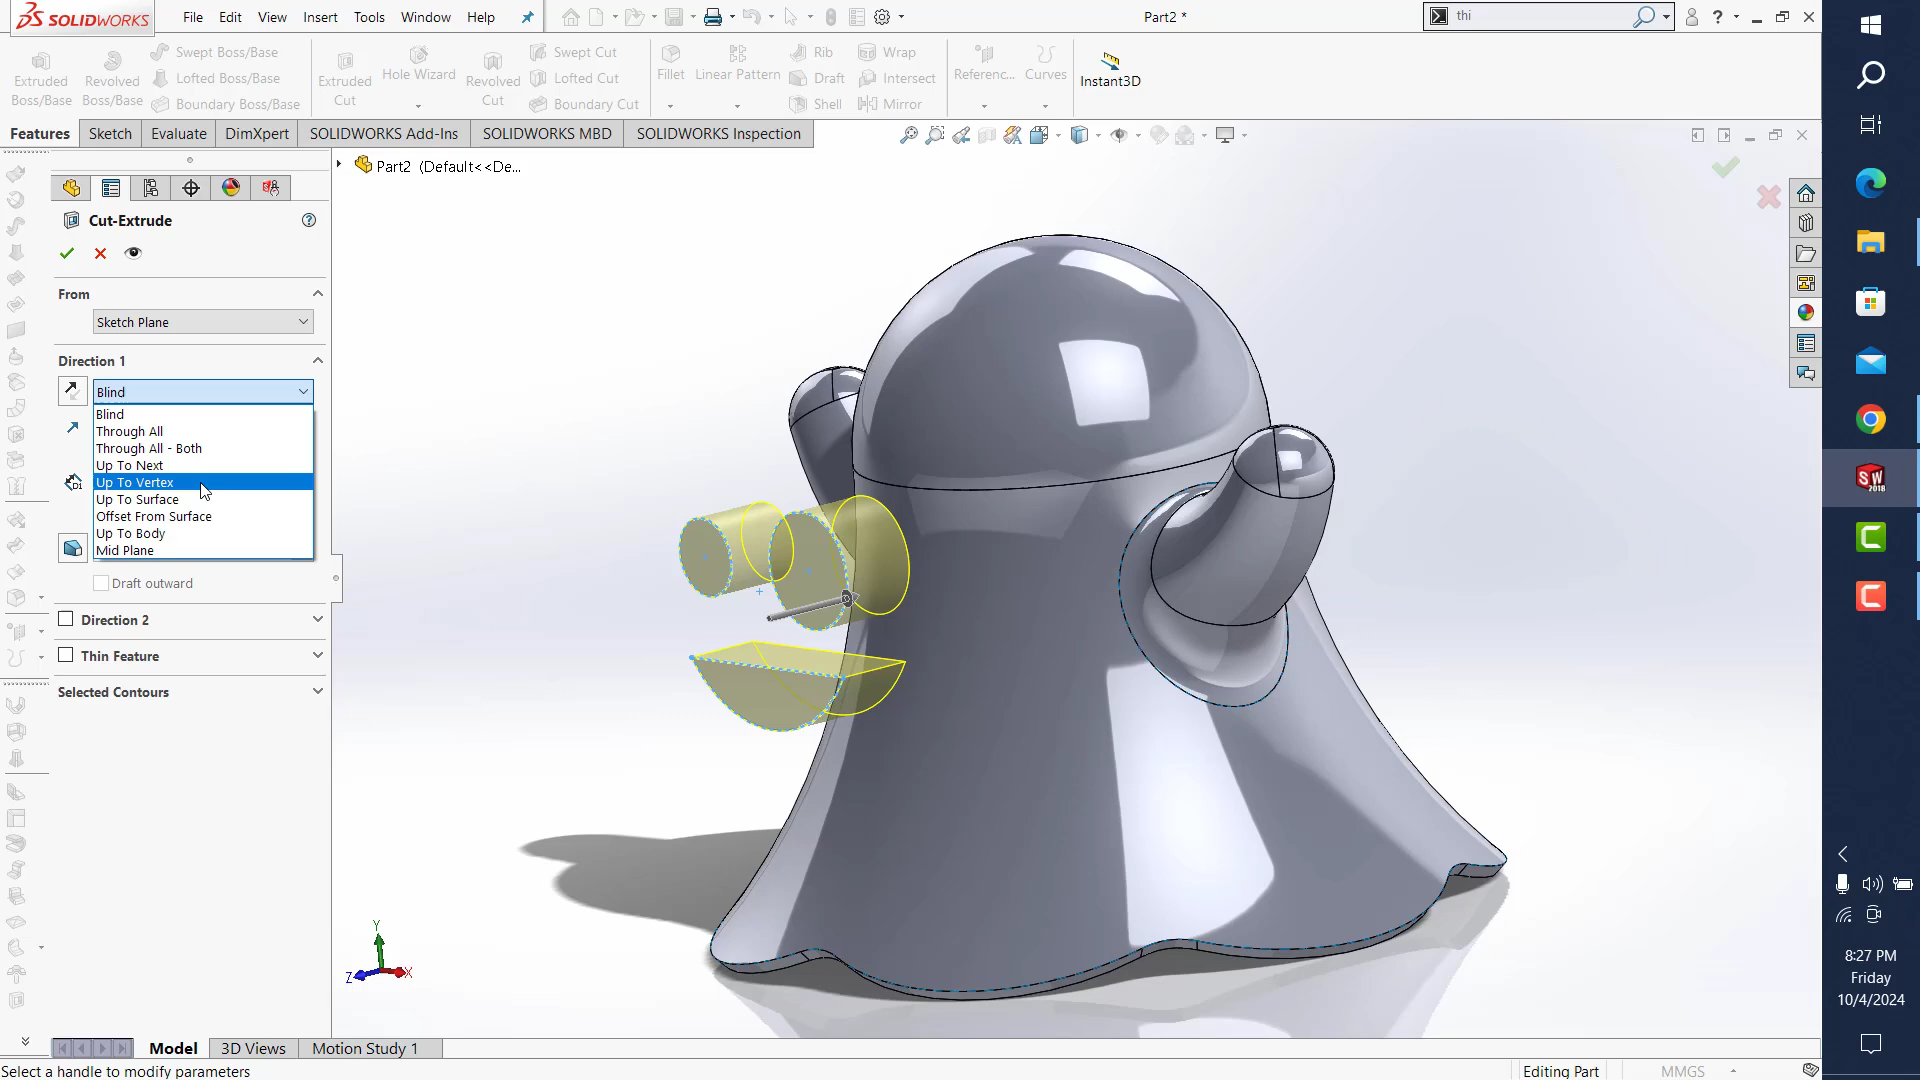 SOLIDWORKS File Edit View Insert Tools Window Help Part2 * thi
Extruded Boss/Base
Revolved Boss/Base
Swept Boss/Base
Lofted Boss/Base
Boundary Boss/Base
Extruded Cut
Hole Wizard
Revolved Cut
Swept Cut
Lofted Cut
Boundary Cut
Fillet
Linear Pattern
Rib
Draft
Shell
Wrap
Intersect
Mirror
Referenc...
Curves
Instant3D
Features Sketch Evaluate DimXpert SOLIDWORKS Add-Ins SOLIDWORKS MBD SOLIDWORKS Inspection
Part2 (Default<<De...
Cut-Extrude
From
Sketch Plane
Direction 1
Blind
Blind
Through All
Through All - Both
Up To Next
Up To Vertex
Up To Surface
Offset From Surface
Up To Body
Mid Plane
Draft outward
Direction 2
Thin Feature
Selected Contours
Y
Z
X
SW
2018
8:27 PM
Friday
10/4/2024
Model 3D Views Motion Study 1
Select a handle to modify parameters Editing Part MMGS